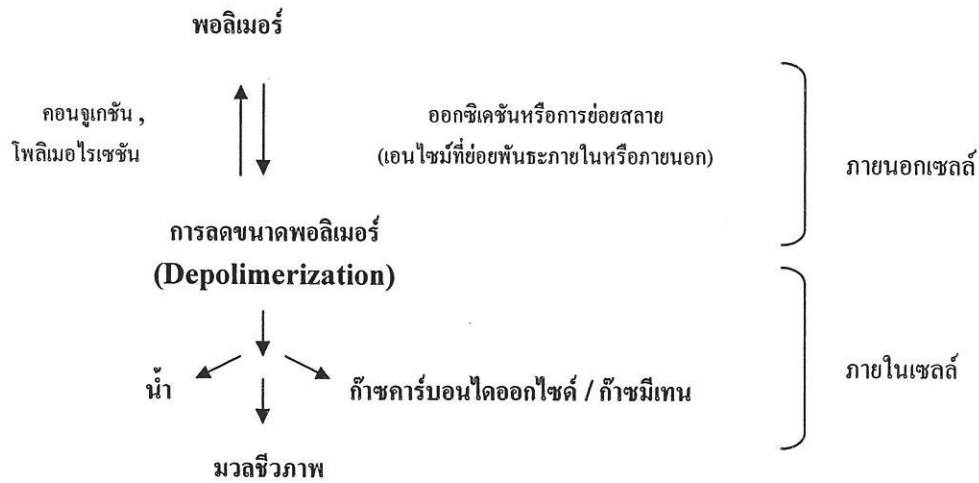 พอลิเมอร์
คอนจูเกชัน ,
โพลิเมอไรเซชัน
ออกซิเดชันหรือการย่อยสลาย
(เอนไซม์ที่ย่อยพันธะภายในหรือภายนอก)
ภายนอกเซลล์
การลดขนาดพอลิเมอร์
(Depolimerization)
น้ำ
ก๊าซคาร์บอนไดออกไซด์ / ก๊าซมีเทน
ภายในเซลล์
มวลชีวภาพ